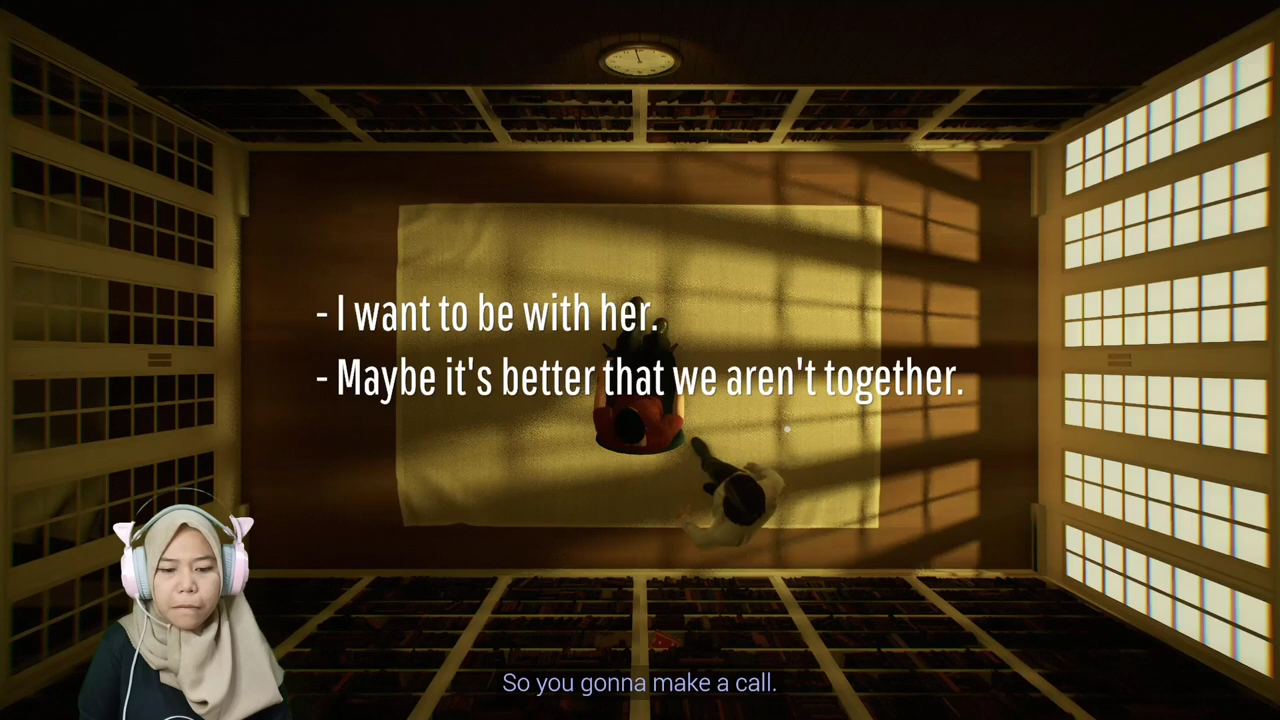 - I want to be with her.
- Maybe it's better that we aren't together.
So you gonna make a call.